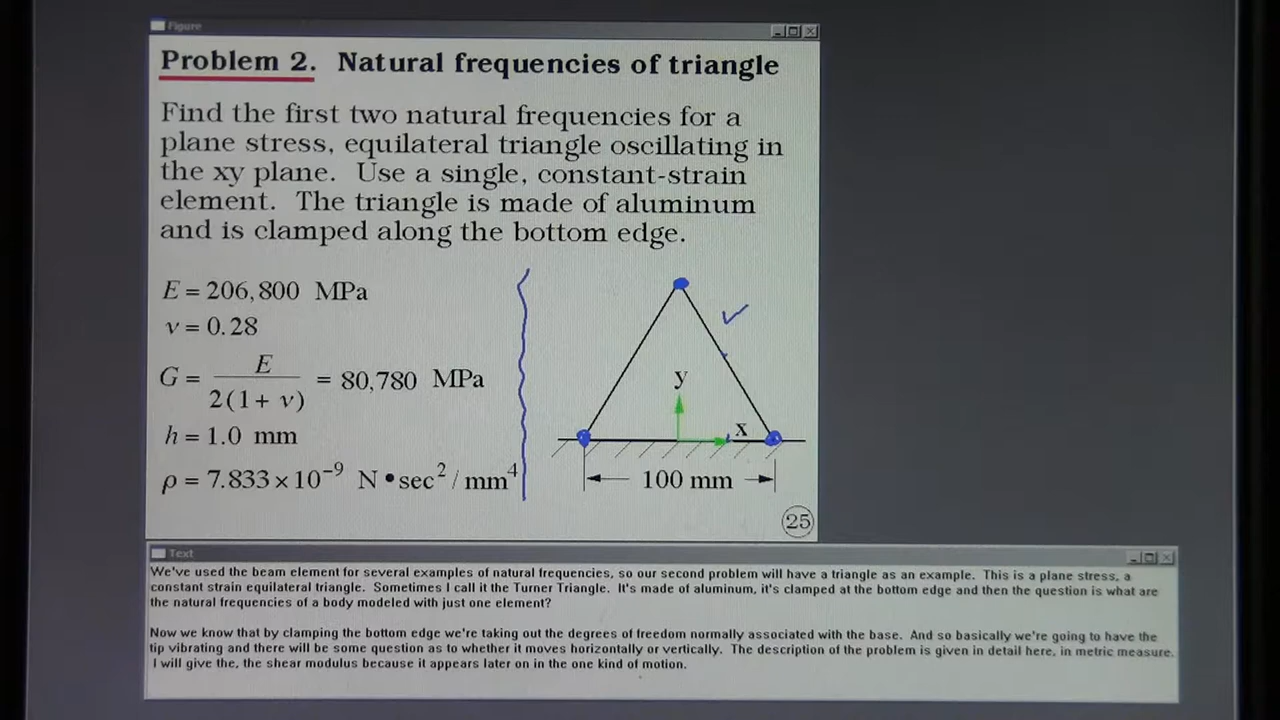 Figure
Problem 2. Natural frequencies of triangle
Find the first two natural frequencies for a
plane stress, equilateral triangle oscillating in
the xy plane. Use a single, constant-strain
element. The triangle is made of aluminum
and is clamped along the bottom edge.
E = 206,800 MPa
ν = 0.28
G = E / 2(1+ ν) = 80,780 MPa
h = 1.0 mm
ρ = 7.833×10⁻⁹ N•sec²/mm⁴
y
x
100 mm
25
Text
We've used the beam element for several examples of natural frequencies, so our second problem will have a triangle as an example. This is a plane stress, a
constant strain equilateral triangle. Sometimes I call it the Turner Triangle. It's made of aluminum, it's clamped at the bottom edge and then the question is what are
the natural frequencies of a body modeled with just one element?
Now we know that by clamping the bottom edge we're taking out the degrees of freedom normally associated with the base. And so basically we're going to have the
tip vibrating and there will be some question as to whether it moves horizontally or vertically. The description of the problem is given in detail here, in metric measure.
I will give the, the shear modulus because it appears later on in the one kind of motion.